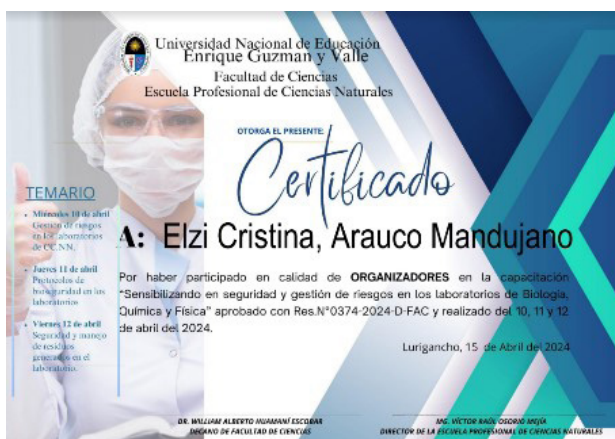 Universidad Nacional de Educación
Enrique Guzman y Valle
Facultad de Ciencias
Escuela Profesional de Ciencias Naturales
OTORGA EL PRESENTE:
Certificado
A: Elzi Cristina, Arauco Mandujano
Por haber participado en calidad de ORGANIZADORES en la capacitación
"Sensibilizando en seguridad y gestión de riesgos en los laboratorios de Biología,
Química y Física" aprobado con Res.N°0374-2024-D-FAC y realizado del 10, 11 y 12
de abril del 2024.
Lurigancho, 15 de Abril del 2024
TEMARIO
Miércoles 10 de abril
Gestión de riesgos
en los laboratorios
de CC.NN.
Jueves 11 de abril
Protocolos de
bioseguridad en los
laboratorios
Viernes 12 de abril
Seguridad y manejo
de residuos
generados en el
laboratorio.
DR. WILLIAM ALBERTO HUAMANÍ ESCOBAR
DECANO DE FACULTAD DE CIENCIAS
MG. VÍCTOR RAÚL OSORIO MEJÍA
DIRECTOR DE LA ESCUELA PROFESIONAL DE CIENCIAS NATURALES